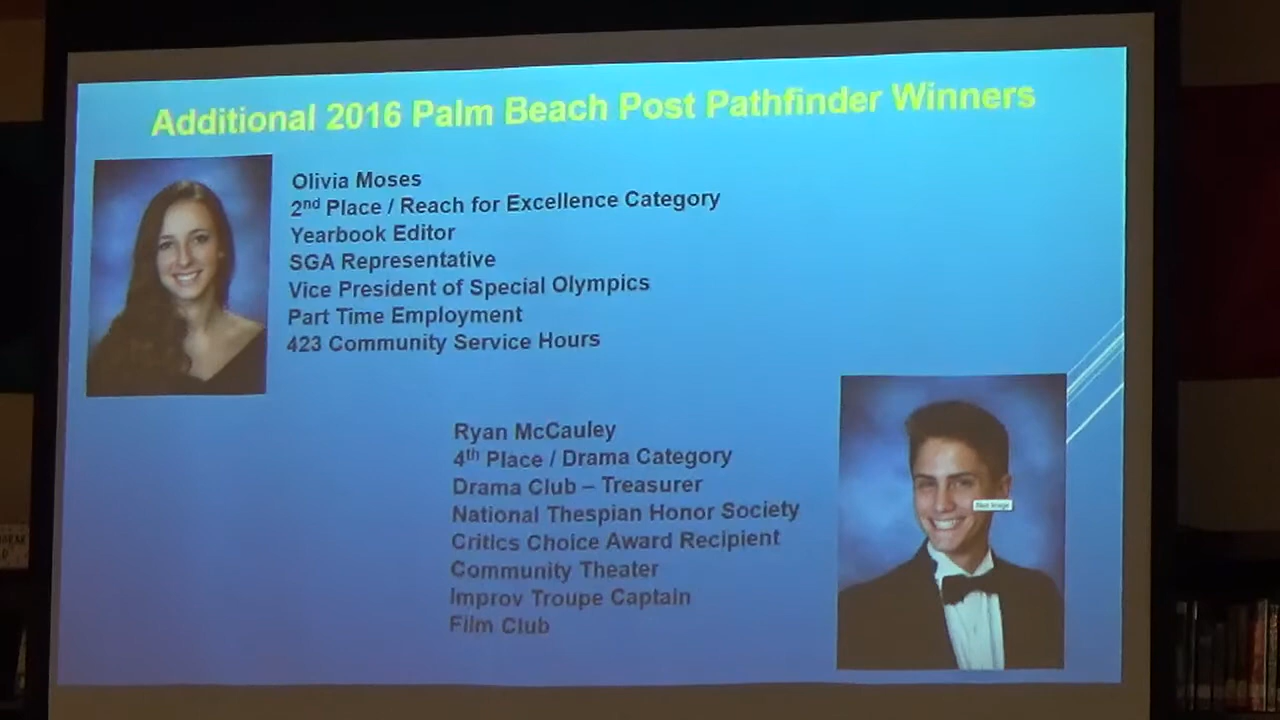 Additional 2016 Palm Beach Post Pathfinder Winners
Olivia Moses
2nd Place / Reach for Excellence Category
Yearbook Editor
SGA Representative
Vice President of Special Olympics
Part Time Employment
423 Community Service Hours
Ryan McCauley
4th Place / Drama Category
Drama Club – Treasurer
National Thespian Honor Society
Critics Choice Award Recipient
Community Theater
Improv Troupe Captain
Film Club